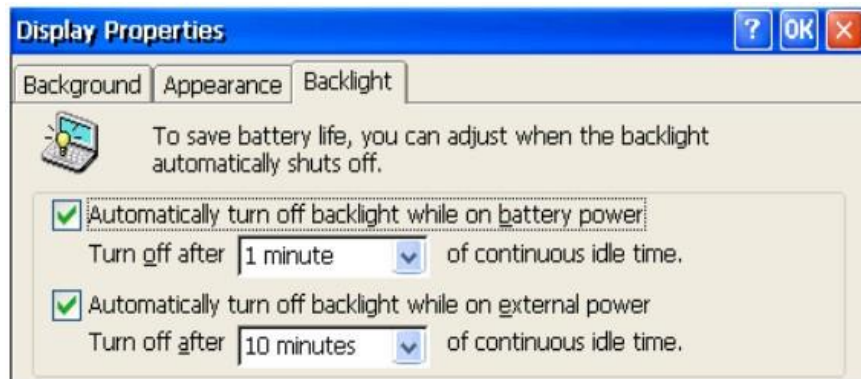 Display Properties ? OK ×
Background Appearance Backlight
To save battery life, you can adjust when the backlight
automatically shuts off.
Automatically turn off backlight while on battery power
Turn off after 1 minute of continuous idle time.
Automatically turn off backlight while on external power
Turn off after 10 minutes of continuous idle time.